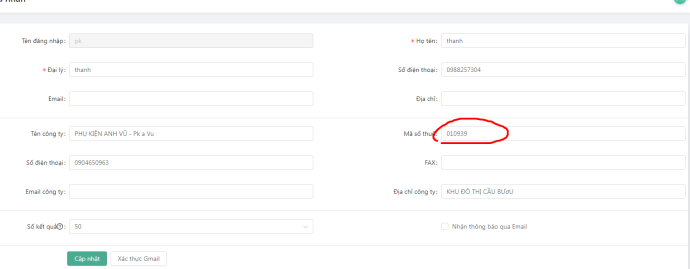 Tên đăng nhập: pk
* Họ tên: thanh
* Đại lý: thanh
Số điện thoại: 0988257304
Email:
Địa chỉ:
Tên công ty: PHỤ KIỆN ANH VŨ - Pk.a Vu
Mã số thuế: 010939
Số điện thoại: 0904650963
FAX:
Email công ty:
Địa chỉ công ty: KHU ĐÔ THỊ CẦU BƯƠU
Số kết quả: 50
Nhận thông báo qua Email
Cập nhật Xác thực Gmail